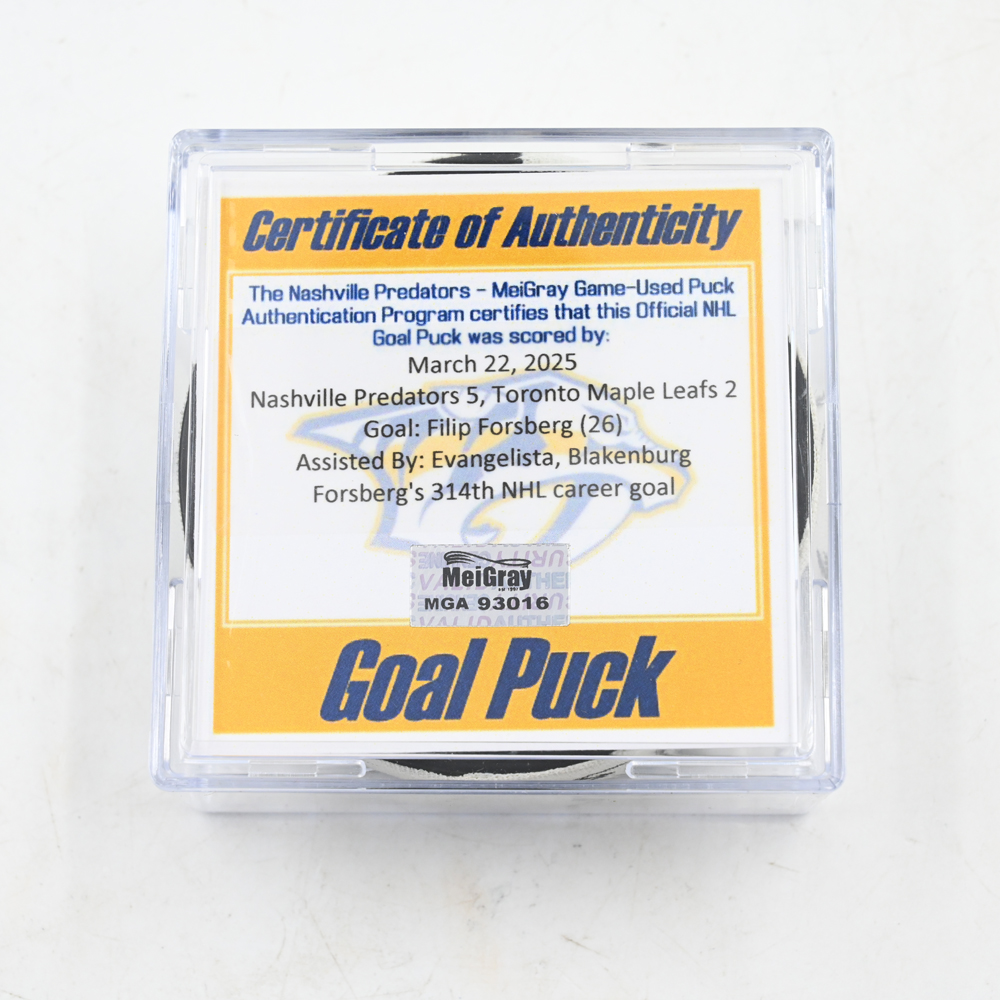 Certificate of Authenticity
The Nashville Predators - MeiGray Game-Used Puck
Authentication Program certifies that this Official NHL
Goal Puck was scored by:
March 22, 2025
Nashville Predators 5, Toronto Maple Leafs 2
Goal: Filip Forsberg (26)
Assisted By: Evangelista, Blakenburg
Forsberg's 314th NHL career goal
MeiGray
MGA 93016
Goal Puck